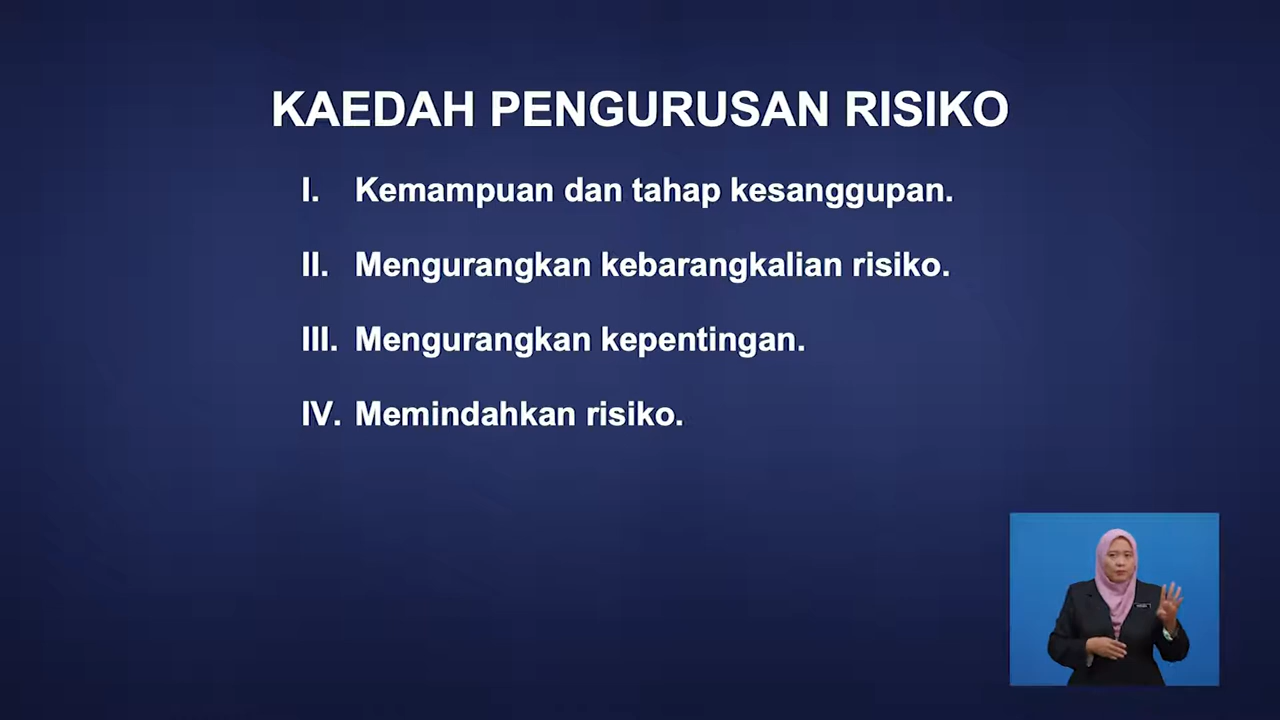 KAEDAH PENGURUSAN RISIKO
I. Kemampuan dan tahap kesanggupan.
II. Mengurangkan kebarangkalian risiko.
III. Mengurangkan kepentingan.
IV. Memindahkan risiko.